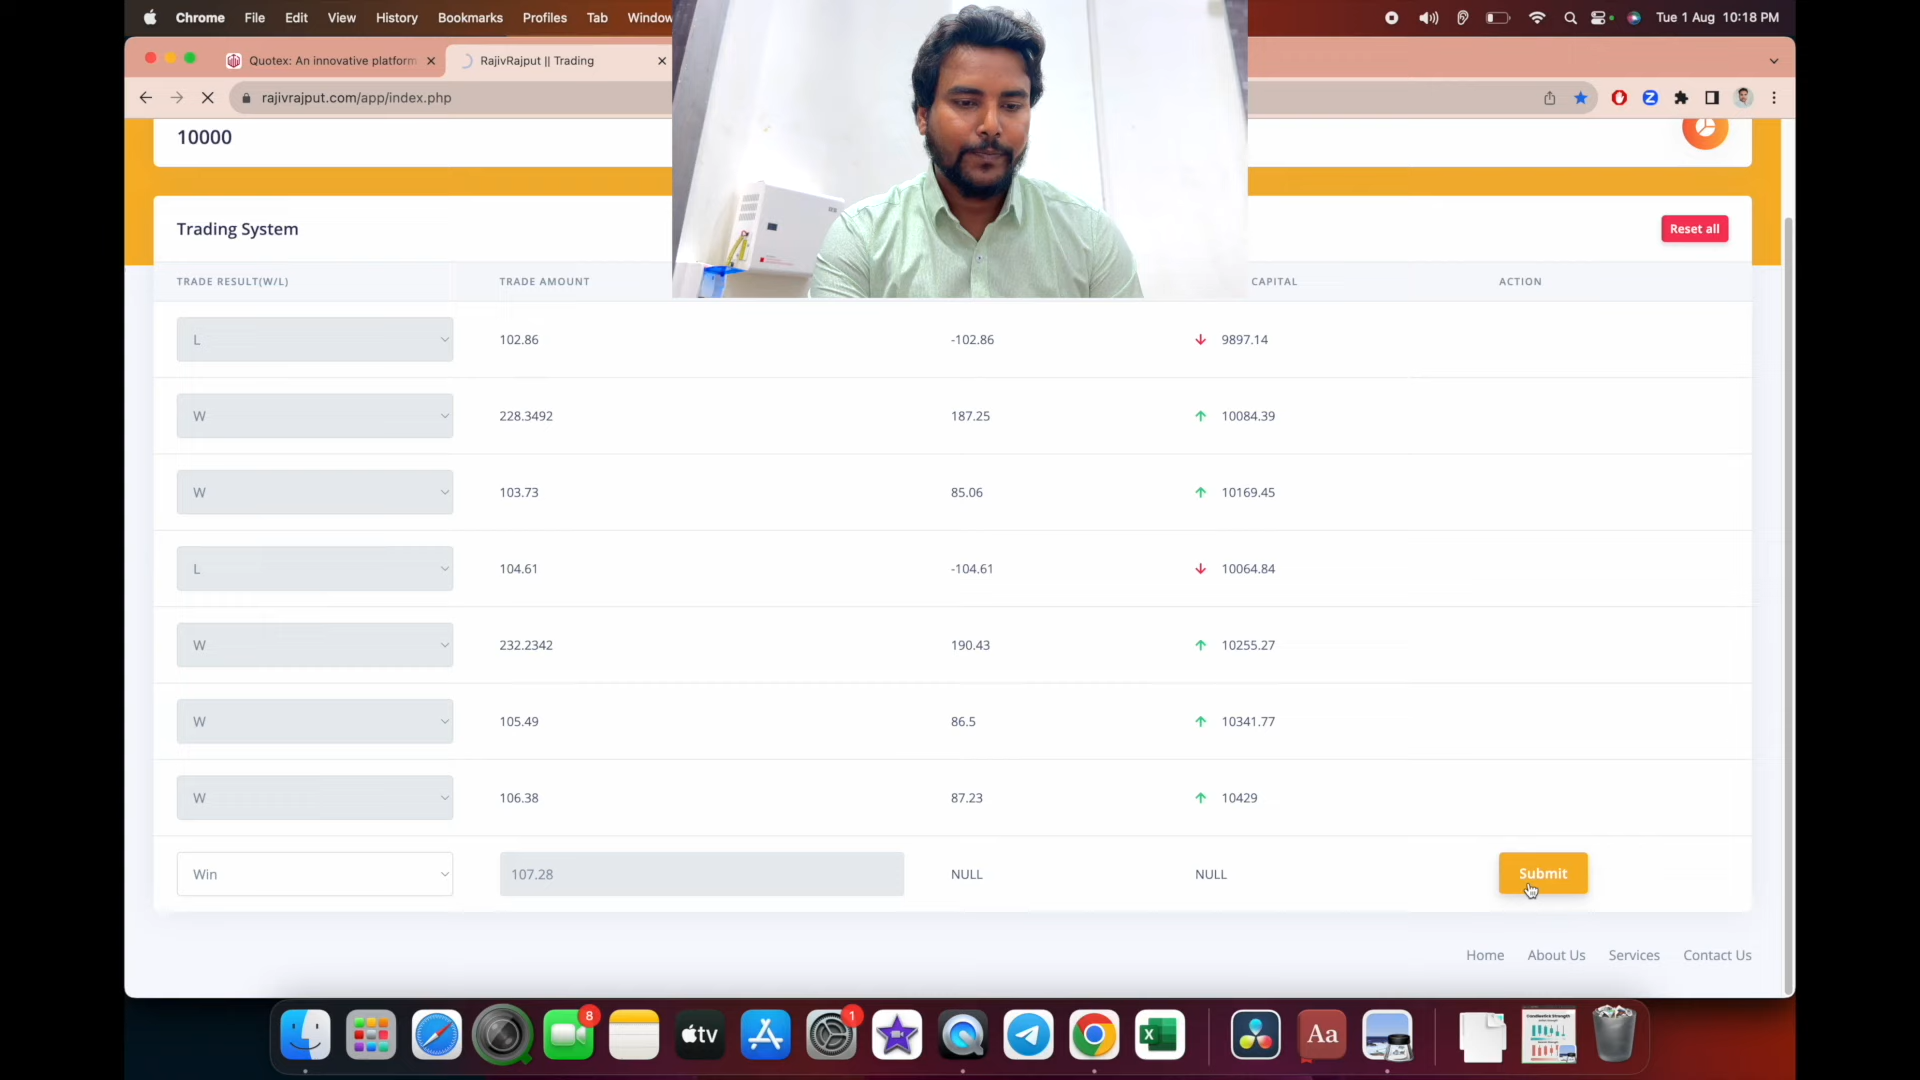 Chrome File Edit View History Bookmarks Profiles Tab Window
Tue 1 Aug 10:18 PM
Quotex: An innovative platform
RajivRajput || Trading
rajivrajput.com/app/index.php
10000
Trading System
Reset all
TRADE RESULT(W/L) TRADE AMOUNT CAPITAL ACTION
L 102.86 -102.86 9897.14
W 228.3492 187.25 10084.39
W 103.73 85.06 10169.45
L 104.61 -104.61 10064.84
W 232.2342 190.43 10255.27
W 105.49 86.5 10341.77
W 106.38 87.23 10429
Win 107.28 NULL NULL Submit
Home About Us Services Contact Us
8
tv
1
Aa
X
Candlestick Strength